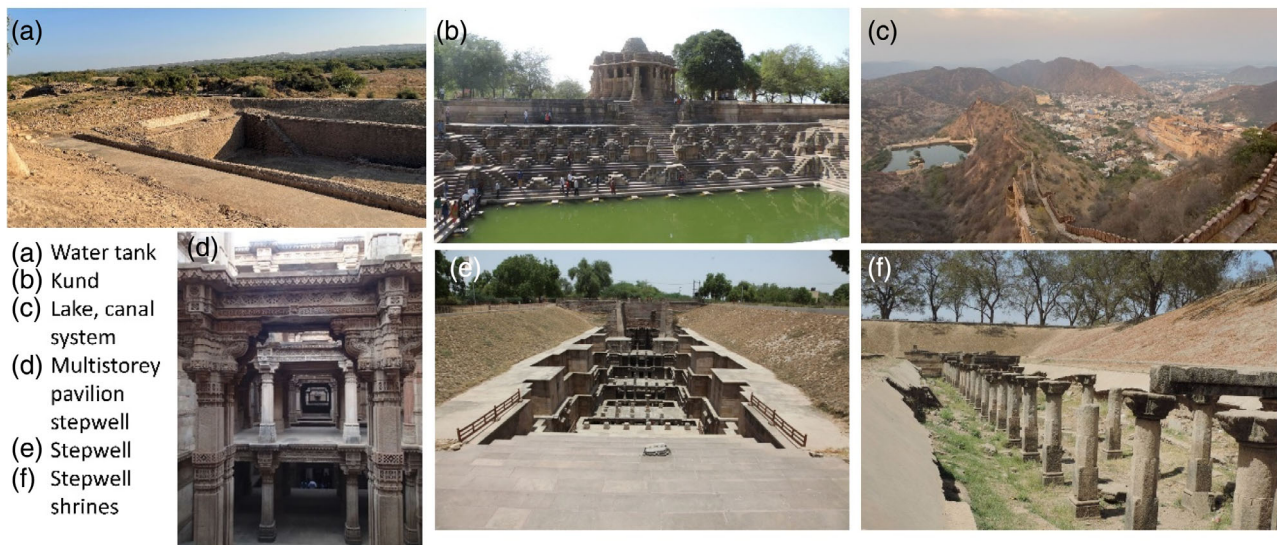 (a)
(b)
(c)
(a) Water tank
(b) Kund
(c) Lake, canal
system
(d) Multistorey
pavilion
stepwell
(e) Stepwell
(f) Stepwell
shrines
(d)
(e)
(f)